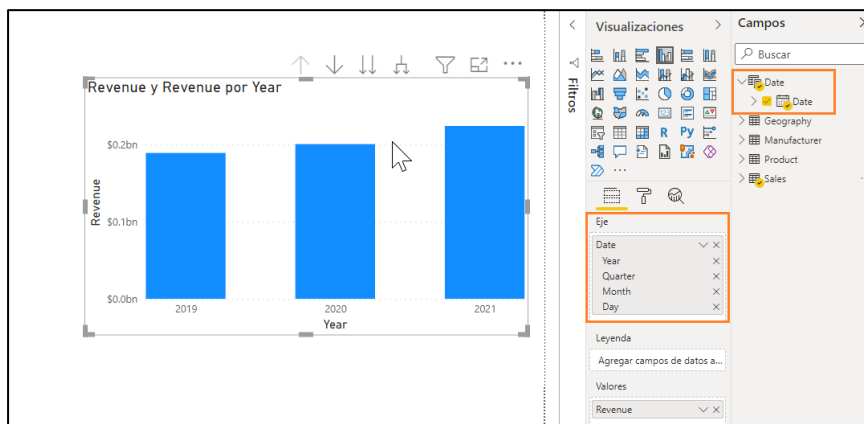 Revenue y Revenue por Year
$0.2bn
$0.1bn
$0.0bn
Revenue
2019
2020
2021
Year
Filtros
Visualizaciones
R
Py
Eje
Date
Year
Quarter
Month
Day
Leyenda
Agregar campos de datos a...
Valores
Revenue
Campos
Buscar
Date
Date
Geography
Manufacturer
Product
Sales